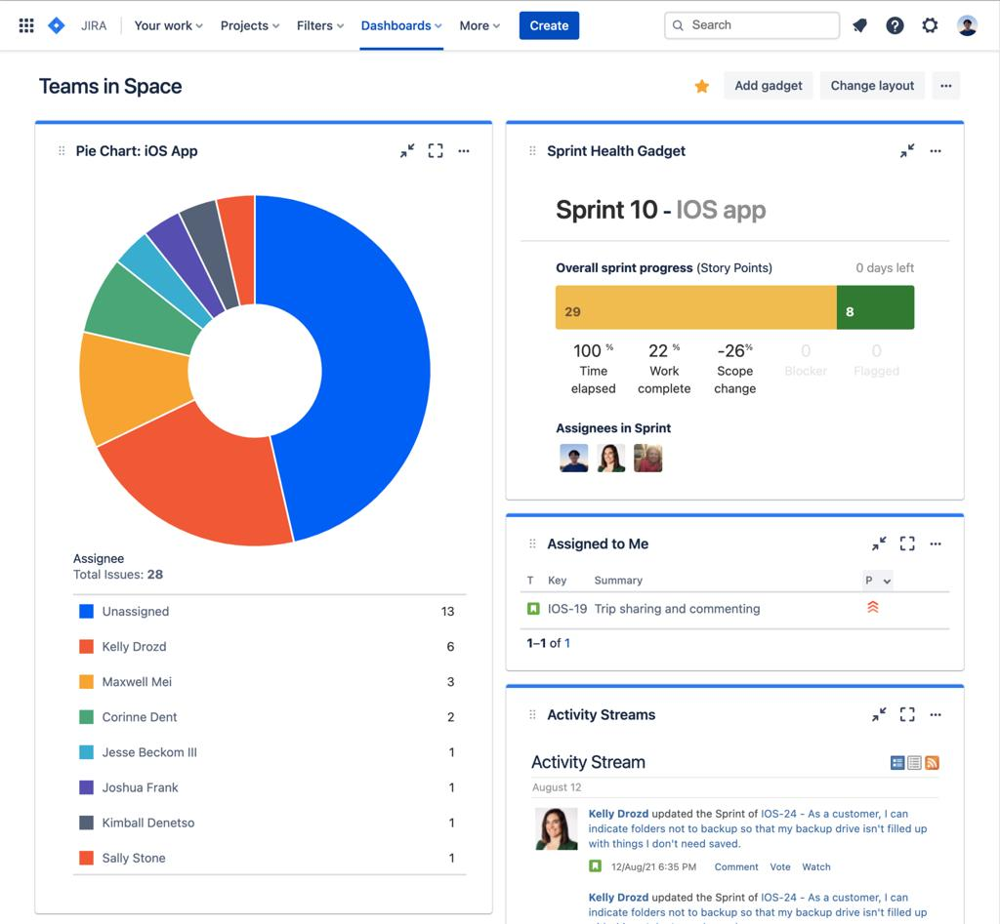 JIRA
Your work
Projects
Filters
Dashboards
More
Create
Search
Teams in Space
Add gadget
Change layout
Pie Chart: iOS App
Assignee
Total Issues: 28
Unassigned 13
Kelly Drozd 6
Maxwell Mei 3
Corinne Dent 2
Jesse Beckom III 1
Joshua Frank 1
Kimball Denetso 1
Sally Stone 1
Sprint Health Gadget
Sprint 10 - IOS app
Overall sprint progress (Story Points) 0 days left
29 8
100 % 22 % -26% 0 0
Time Work Scope Blocker Flagged
elapsed complete change
Assignees in Sprint
Assigned to Me
T Key Summary P
IOS-19 Trip sharing and commenting
1–1 of 1
Activity Streams
Activity Stream
August 12
Kelly Drozd updated the Sprint of IOS-24 - As a customer, I can
indicate folders not to backup so that my backup drive isn't filled up
with things I don't need saved.
12/Aug/21 6:35 PM Comment Vote Watch
Kelly Drozd updated the Sprint of IOS-24 - As a customer, I can
indicate folders not to backup so that my backup drive isn't filled up